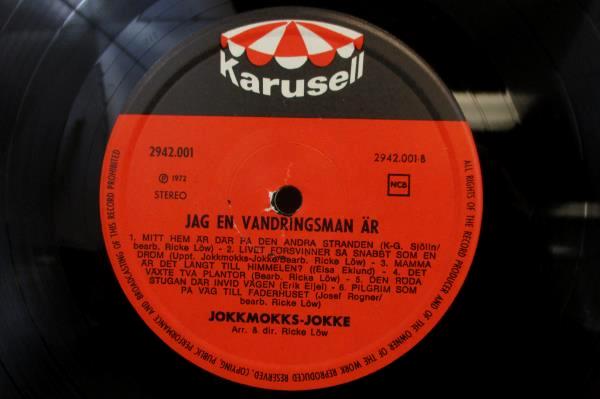 Karusell
2942.001
2942.001-B
℗ 1972
STEREO
NCB
JAG EN VANDRINGSMAN ÄR
1. MITT HEM ÄR DÄR PÅ DEN ANDRA STRANDEN (K-G. Sjölin/
bearb. Ricke Löw) - 2. LIVET FÖRSVINNER SÅ SNABBT SOM EN
DRÖM (Uppt. Jokkmokks-Jokke/Bearb. Ricke Löw) - 3. MAMMA
ÄR DET LÅNGT TILL HIMMELEN? ((Elsa Eklund) - 4. DET
VÄXTE TVÅ PLANTOR (Bearb. Ricke Löw) - 5. DEN RÖDA
STUGAN DÄR INVID VÄGEN (Erik Eljel) - 6. PILGRIM SOM
PÅ VÄG TILL FADERHUSET (Josef Rogner/
bearb. Ricke Löw)
JOKKMOKKS-JOKKE
Arr. & dir. Ricke Löw
ALL RIGHTS OF THE RECORD PRODUCER AND OF THE OWNER OF THE WORK REPRODUCED RESERVED, COPYING, PUBLIC PERFORMANCE AND BROADCASTING OF THIS RECORD PROHIBITED